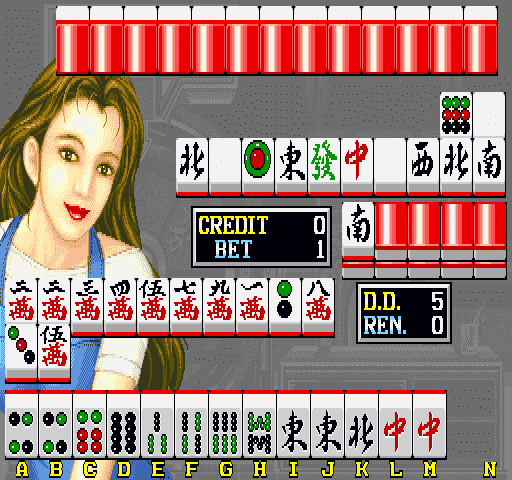 北 東 發 中 西 北 南
CREDIT 0
BET 1
南
二萬 二萬 三萬 四萬 伍萬 七萬 九萬 一萬 八萬
D.D. 5
REN. 0
伍萬
東 東 北 中 中
A B C D E F G H I J K L M N